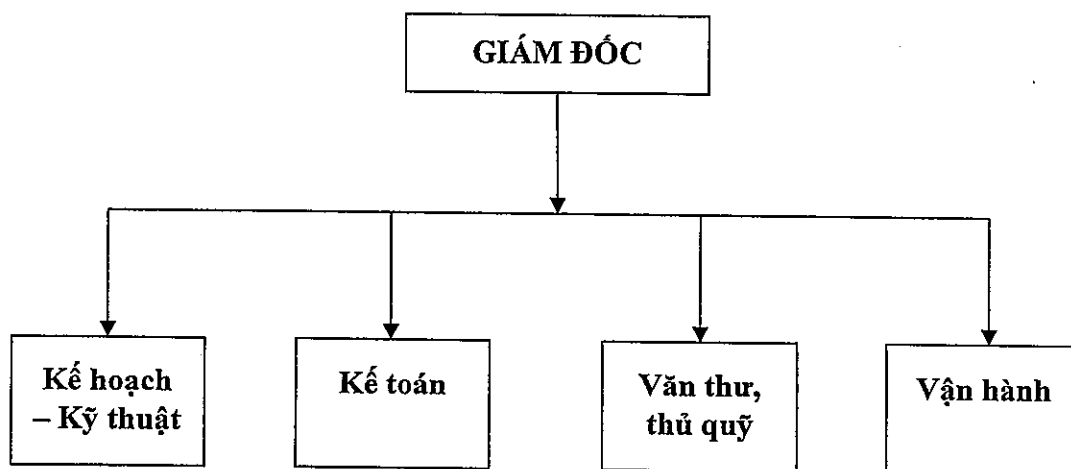 GIÁM ĐỐC
Kế hoạch
– Kỹ thuật
Kế toán
Văn thư,
thủ quỹ
Vận hành